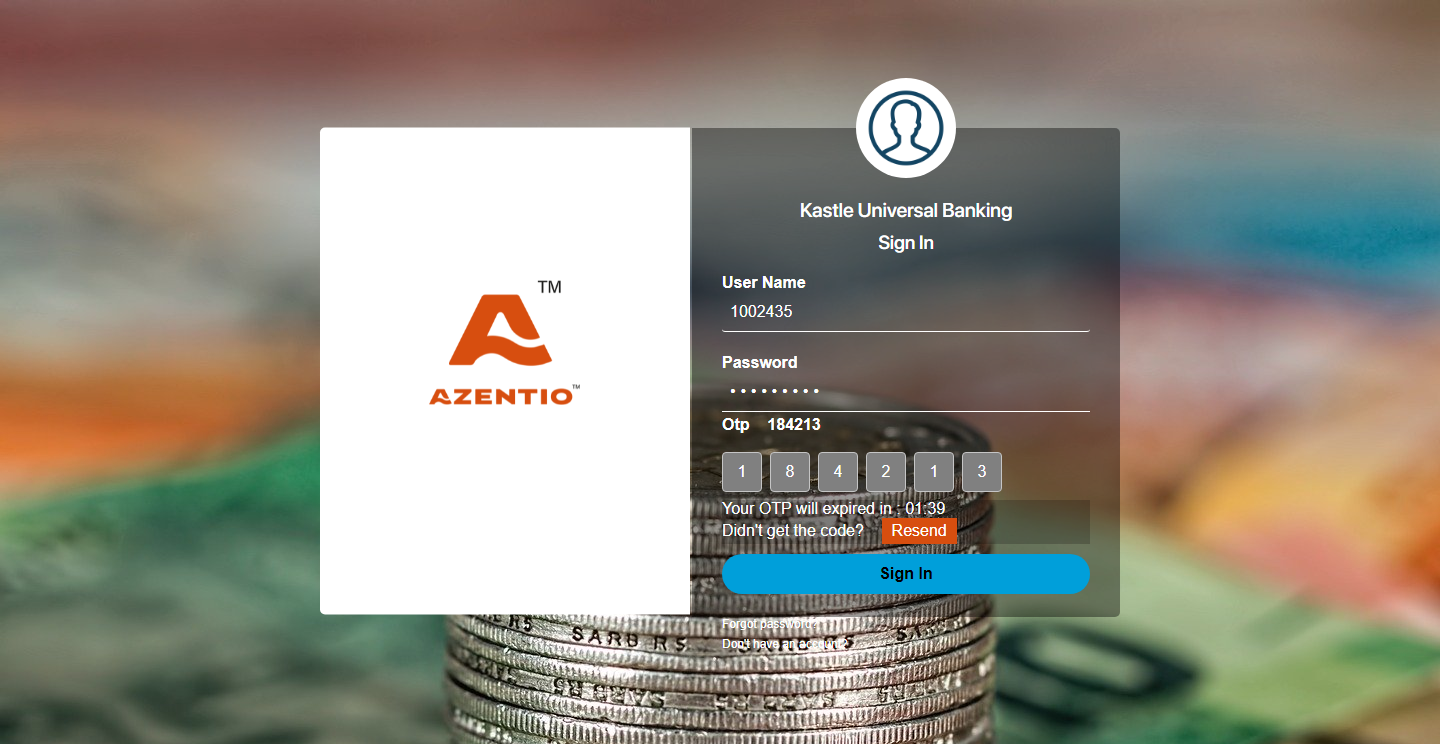 TM
AZENTIO™
Kastle Universal Banking
Sign In
User Name
1002435
Password
•••••••••
Otp 184213
1 8 4 2 1 3
Your OTP will expired in : 01:39
Didn't get the code? Resend
Sign In
Forgot password?
Don't have an account?